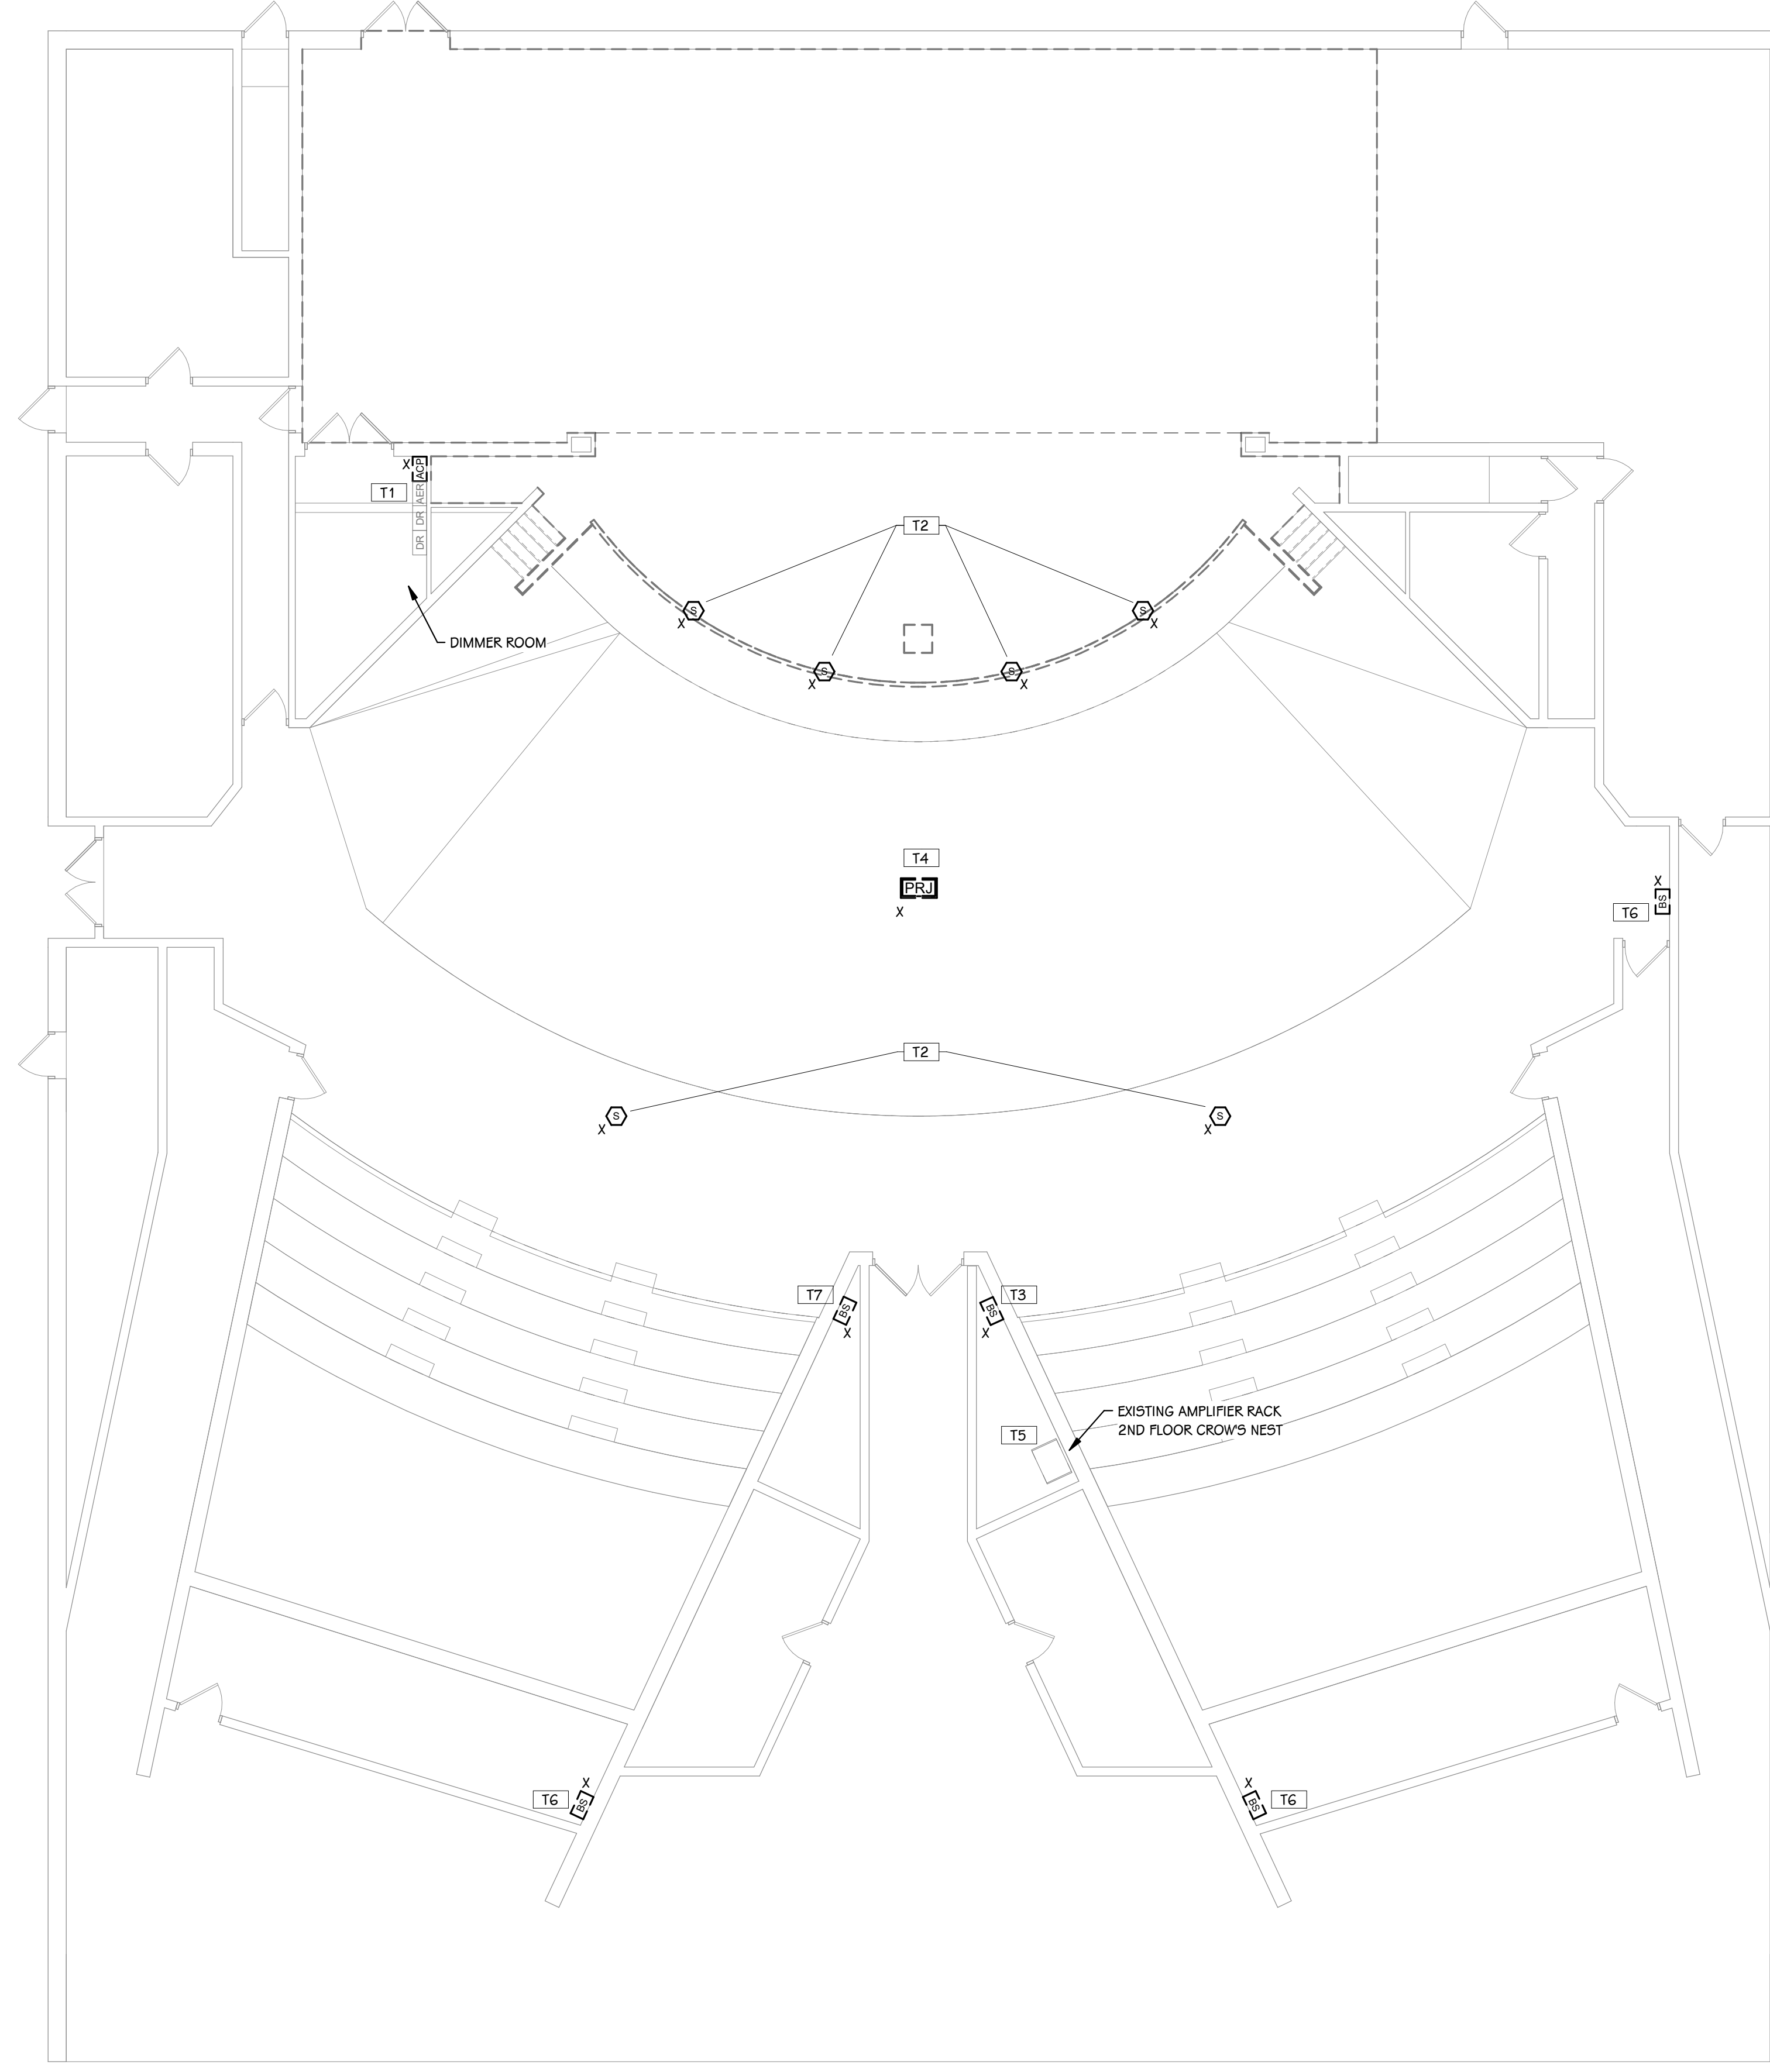 X
ACP
T1
AER
DR
DR
T2
S
S
X
X
DIMMER ROOM
S
S
X
X
T4
PRJ
X
X
BS
T6
T2
S
S
X
X
T7
BS
X
T3
BS
X
EXISTING AMPLIFIER RACK
2ND FLOOR CROW'S NEST
T5
X
T6
BS
X
BS
T6